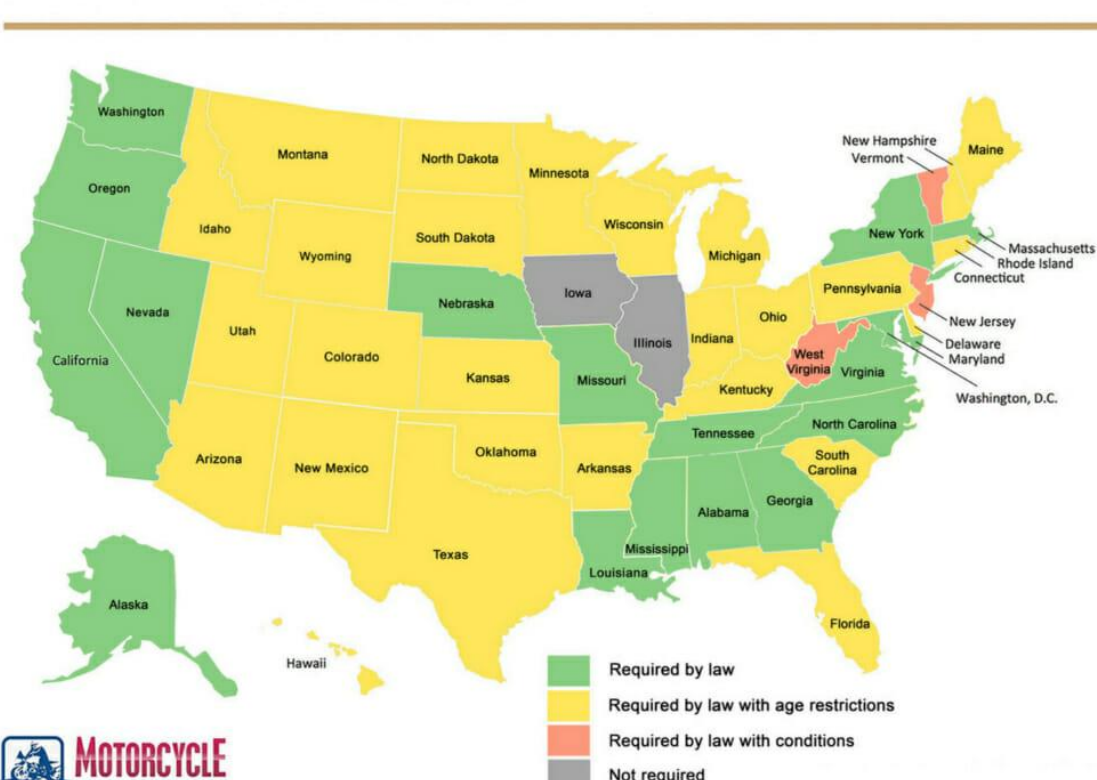 Washington
Montana
North Dakota
Minnesota
New Hampshire
Vermont
Maine
Oregon
Idaho
Wyoming
South Dakota
Wisconsin
Michigan
New York
Massachusetts
Rhode Island
Connecticut
Nevada
Utah
Colorado
Nebraska
Iowa
Illinois
Indiana
Ohio
Pennsylvania
New Jersey
Delaware
Maryland
Washington, D.C.
California
Kansas
Missouri
Kentucky
West
Virginia
Virginia
Arizona
New Mexico
Oklahoma
Arkansas
Tennessee
North Carolina
South
Carolina
Texas
Louisiana
Mississippi
Alabama
Georgia
Florida
Alaska
Hawaii
Required by law
Required by law with age restrictions
Required by law with conditions
Not required
MOTORCYCLE